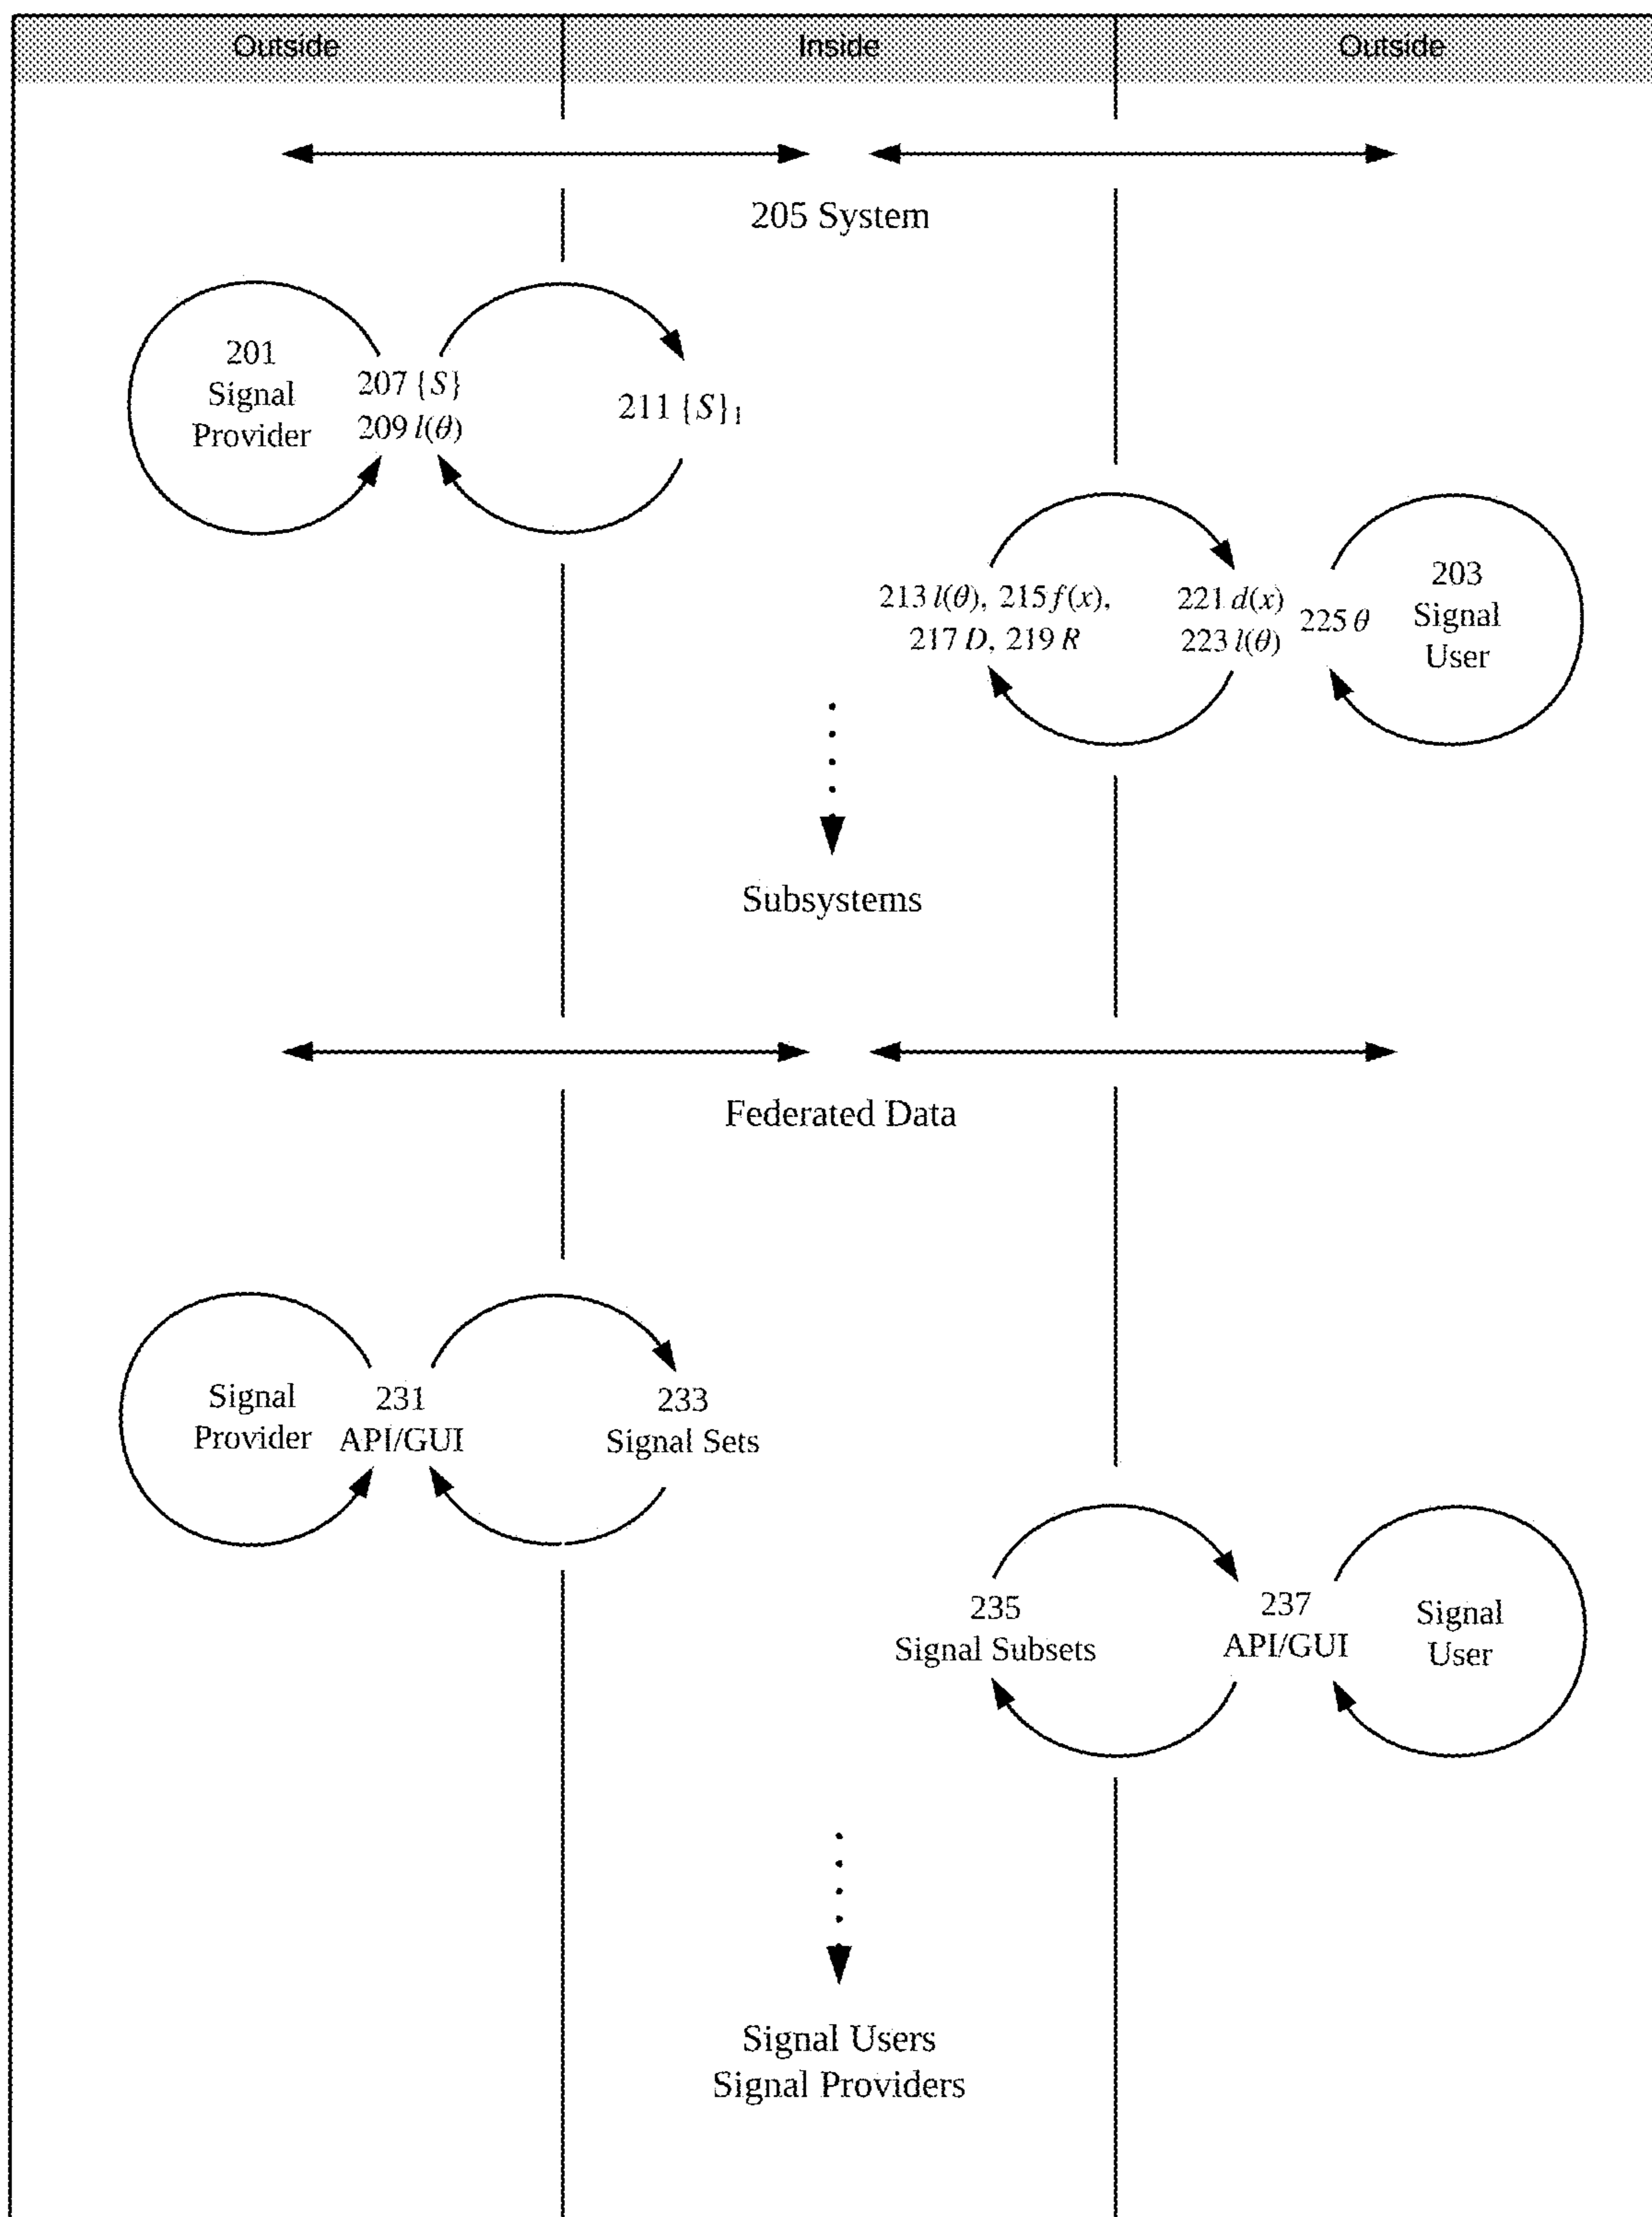 Outside Inside Outside
205 System
201
Signal
Provider
207 {S}
209 l(θ)
211 {S}₁
213 l(θ), 215 f(x),
217 D, 219 R
221 d(x)
223 l(θ)
225 θ
203
Signal
User
Subsystems
Federated Data
Signal
Provider
231
API/GUI
233
Signal Sets
235
Signal Subsets
237
API/GUI
Signal
User
Signal Users
Signal Providers